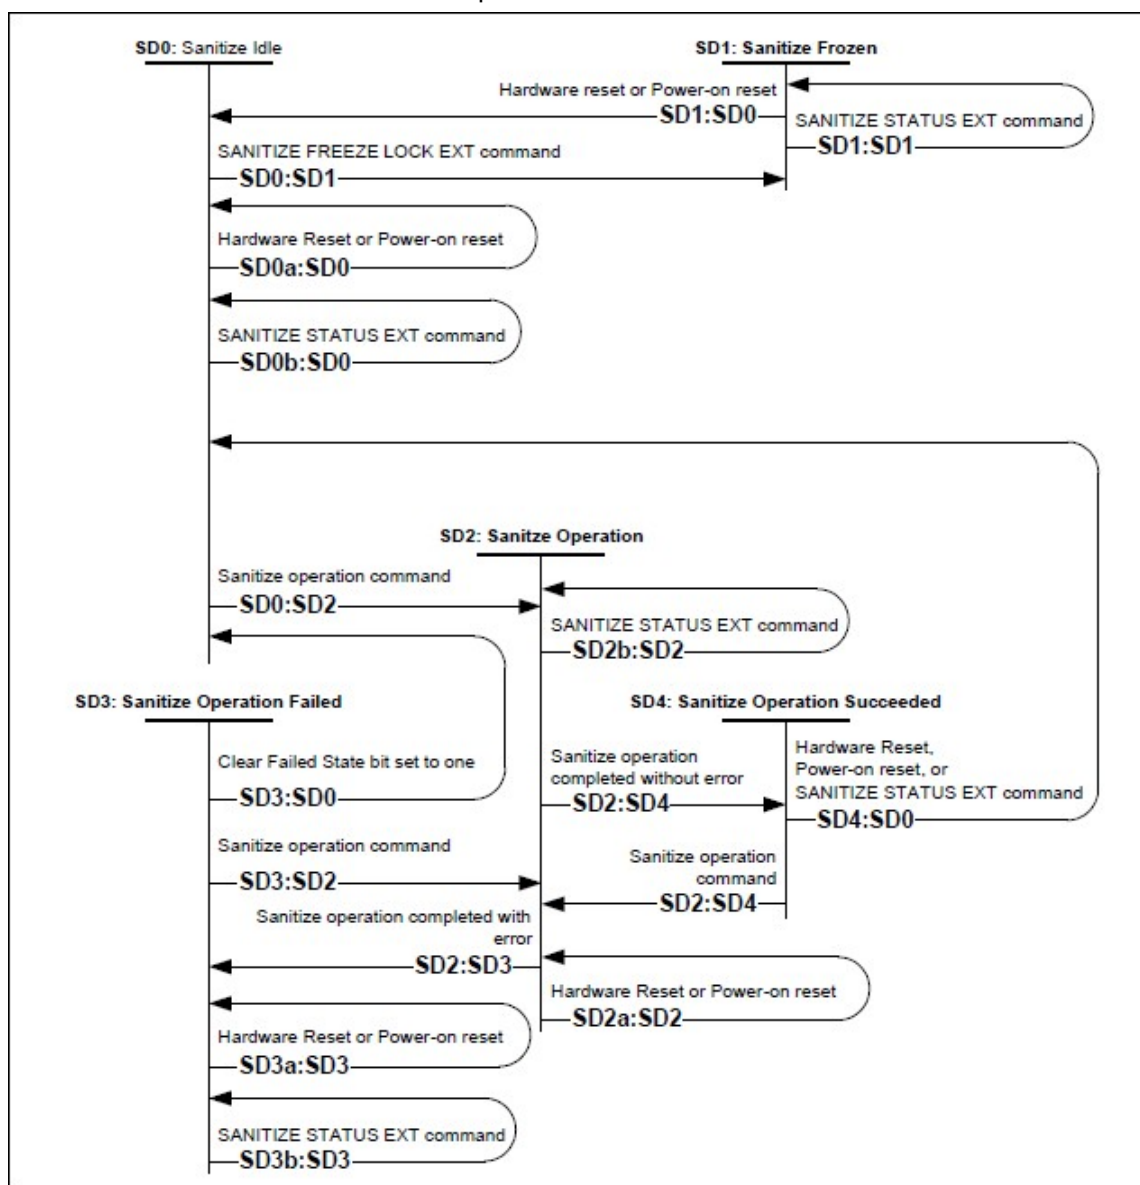 SD0: Sanitize Idle
SD1: Sanitize Frozen
Hardware reset or Power-on reset
SD1:SD0
SANITIZE STATUS EXT command
SD1:SD1
SANITIZE FREEZE LOCK EXT command
SD0:SD1
Hardware Reset or Power-on reset
SD0a:SD0
SANITIZE STATUS EXT command
SD0b:SD0
SD2: Sanitze Operation
Sanitize operation command
SD0:SD2
SANITIZE STATUS EXT command
SD2b:SD2
SD3: Sanitize Operation Failed
SD4: Sanitize Operation Succeeded
Clear Failed State bit set to one
SD3:SD0
Sanitize operation
completed without error
SD2:SD4
Hardware Reset,
Power-on reset, or
SANITIZE STATUS EXT command
SD4:SD0
Sanitize operation command
SD3:SD2
Sanitize operation
command
SD2:SD4
Sanitize operation completed with
error
SD2:SD3
Hardware Reset or Power-on reset
SD2a:SD2
Hardware Reset or Power-on reset
SD3a:SD3
SANITIZE STATUS EXT command
SD3b:SD3